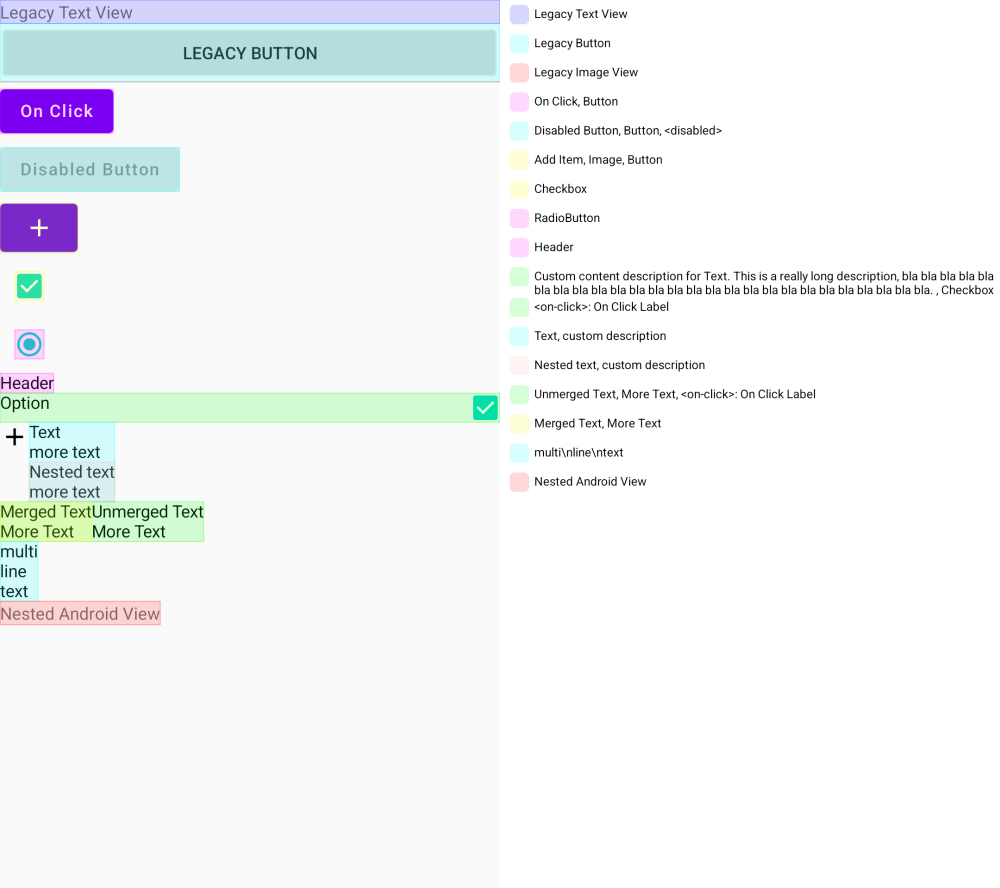 Legacy Text View
LEGACY BUTTON
On Click
Disabled Button
Header
Option
Text
more text
Nested text
more text
Merged Text
More Text
Unmerged Text
More Text
multi
line
text
Nested Android View
Legacy Text View
Legacy Button
Legacy Image View
On Click, Button
Disabled Button, Button, <disabled>
Add Item, Image, Button
Checkbox
RadioButton
Header
Custom content description for Text. This is a really long description, bla bla bla bla bla
bla bla bla bla bla bla bla bla bla bla bla bla bla bla bla bla bla bla bla bla bla. , Checkbox
<on-click>: On Click Label
Text, custom description
Nested text, custom description
Unmerged Text, More Text, <on-click>: On Click Label
Merged Text, More Text
multi\nline\ntext
Nested Android View